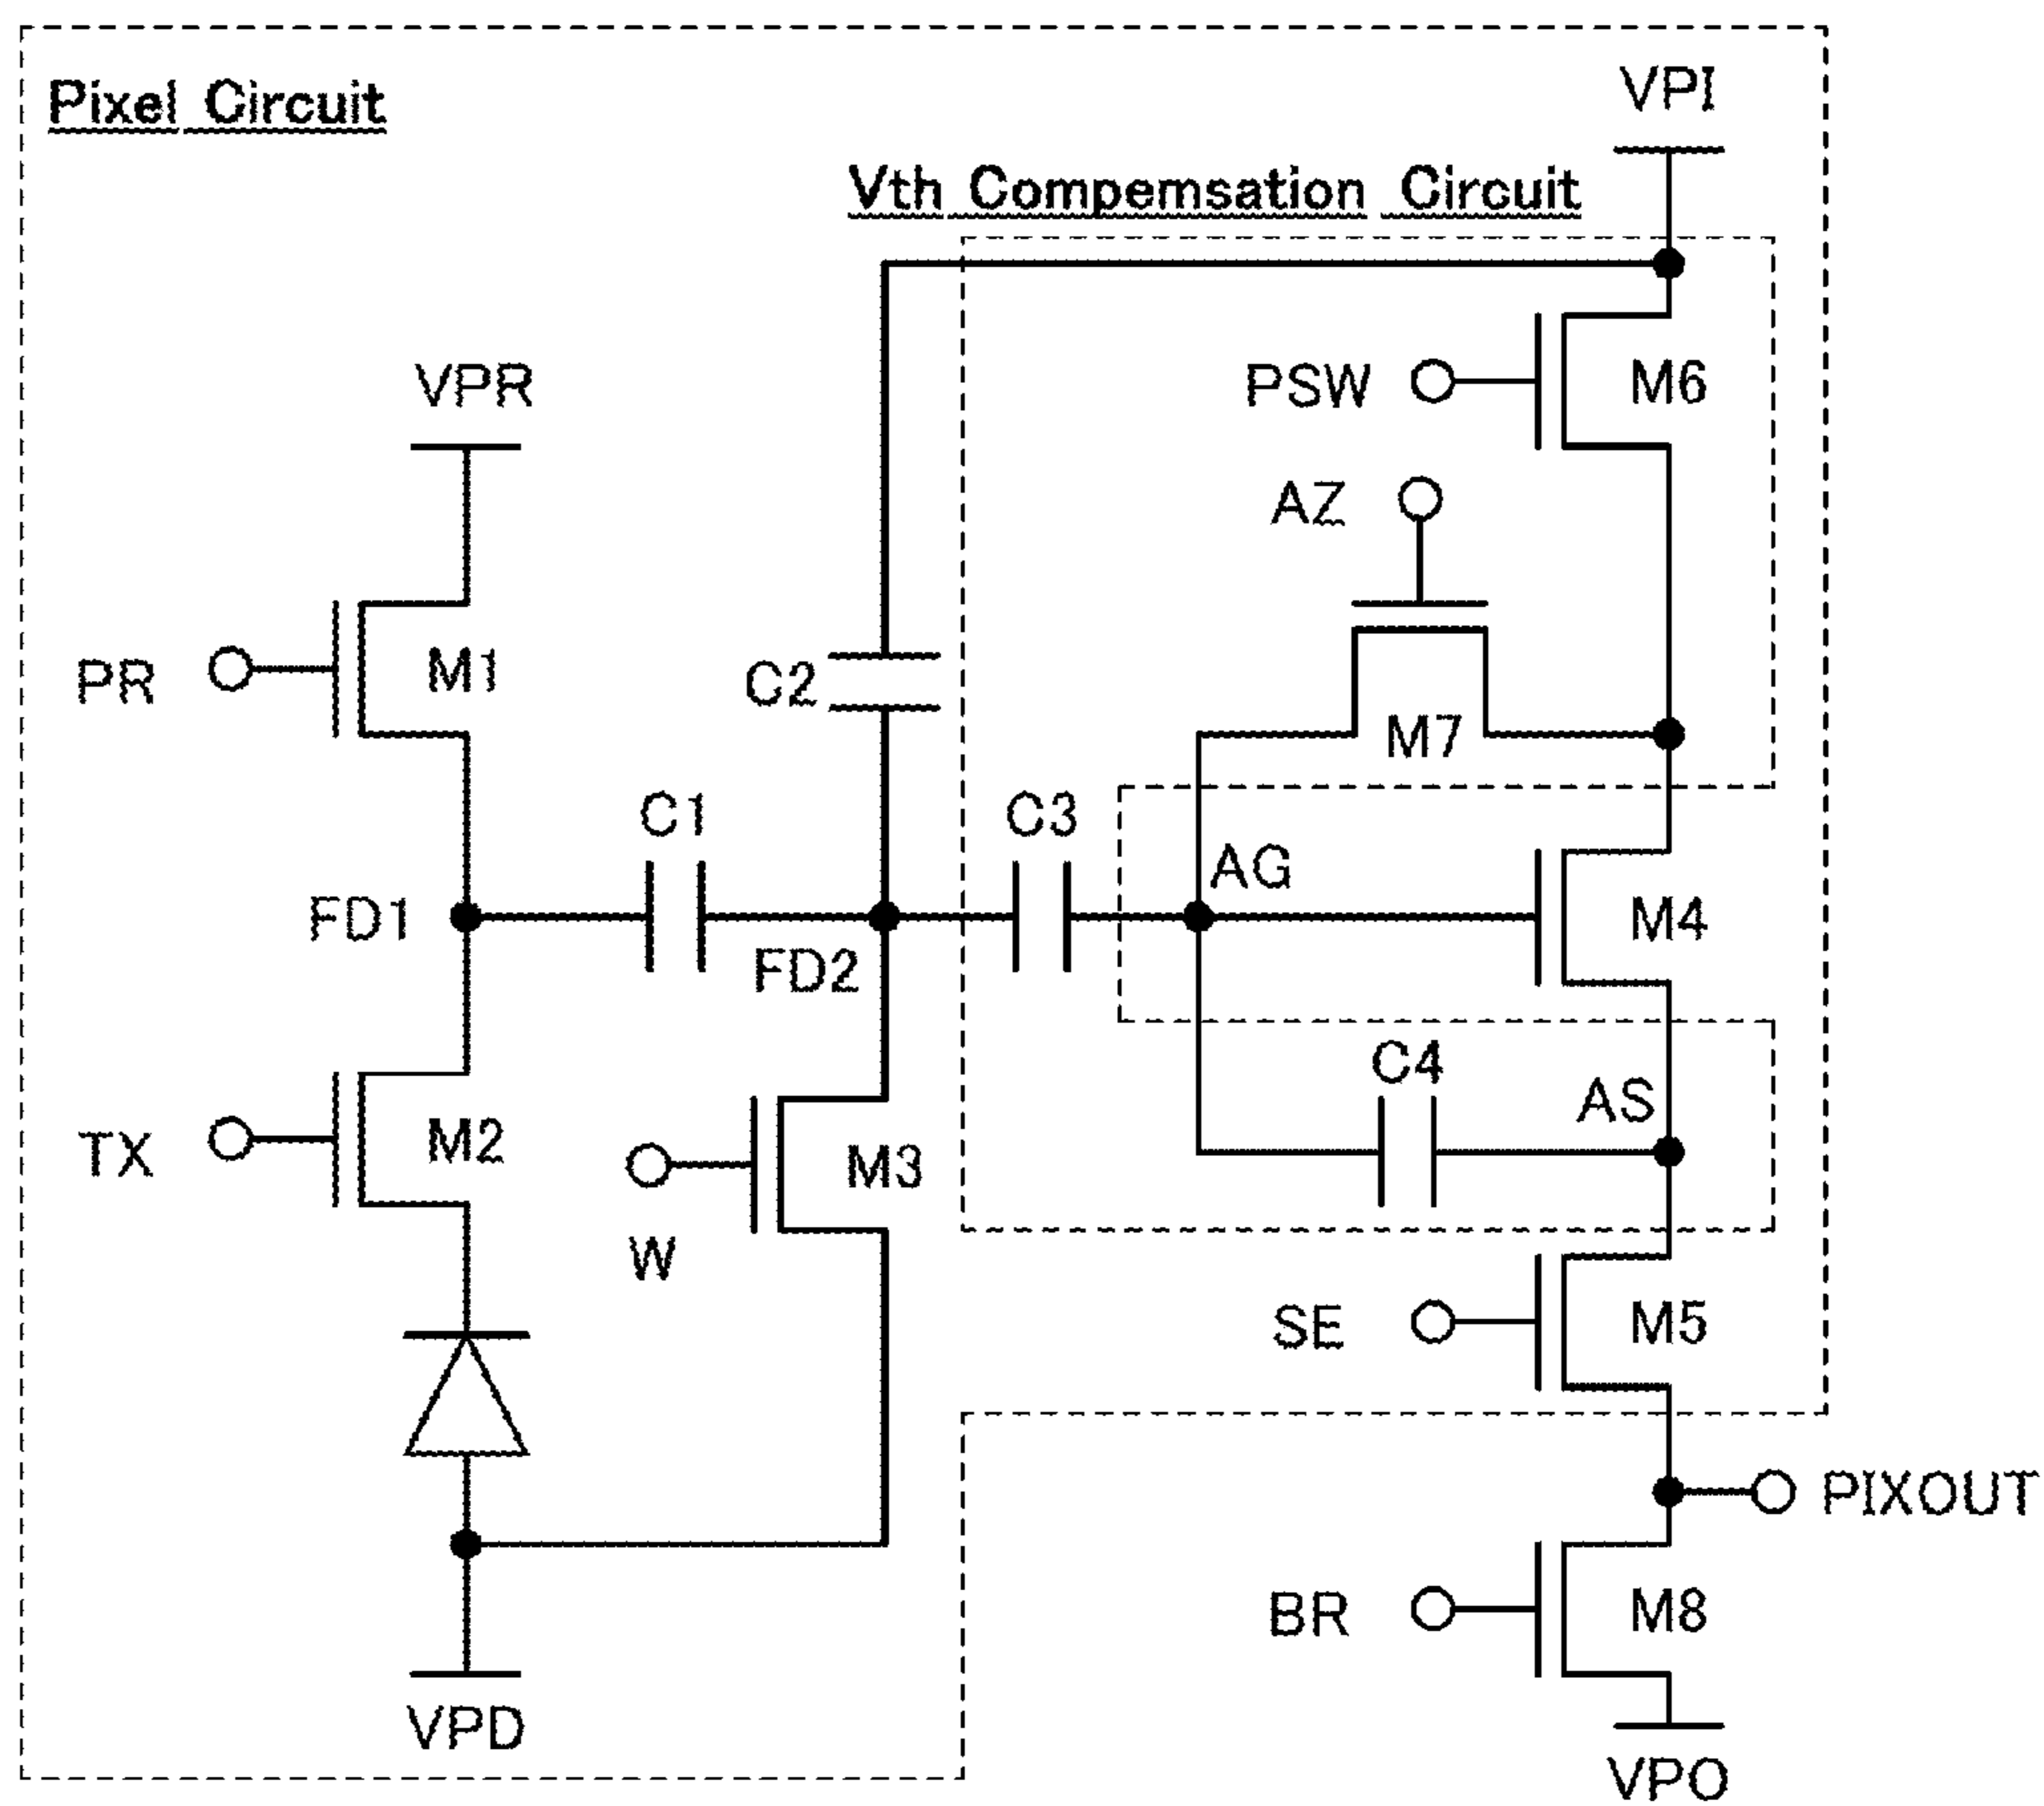 Pixel Circuit
VPI
Vth Compemsation Circuit
VPR
PSW
M6
AZ
PR
M1
C2
M7
C1
C3
AG
FD1
M4
FD2
C4
AS
TX
M2
M3
W
SE
M5
PIXOUT
BR
M8
VPD
VPO